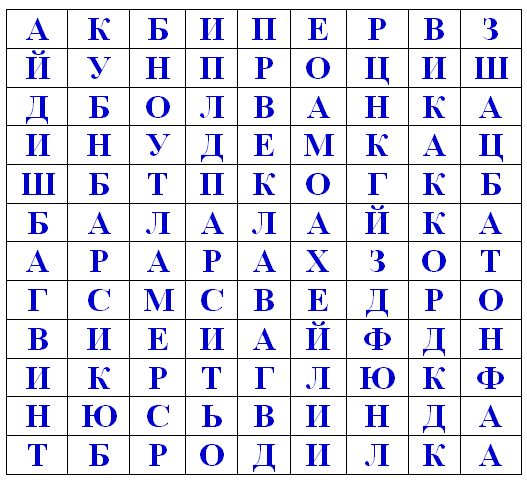 А К Б И П Е Р В З
Й У Н П Р О Ц И Ш
Д Б О Л В А Н К А
И Н У Д Е М К А Ц
Ш Б Т П К О Г К Б
Б А Л А Л А Й К А
А Р А Р А Х З О Т
Г С М С В Е Д Р О
В И Е И А Й Ф Д Н
И К Р Т Г Л Ю К Ф
Н Ю С Ь В И Н Д А
Т Б Р О Д И Л К А